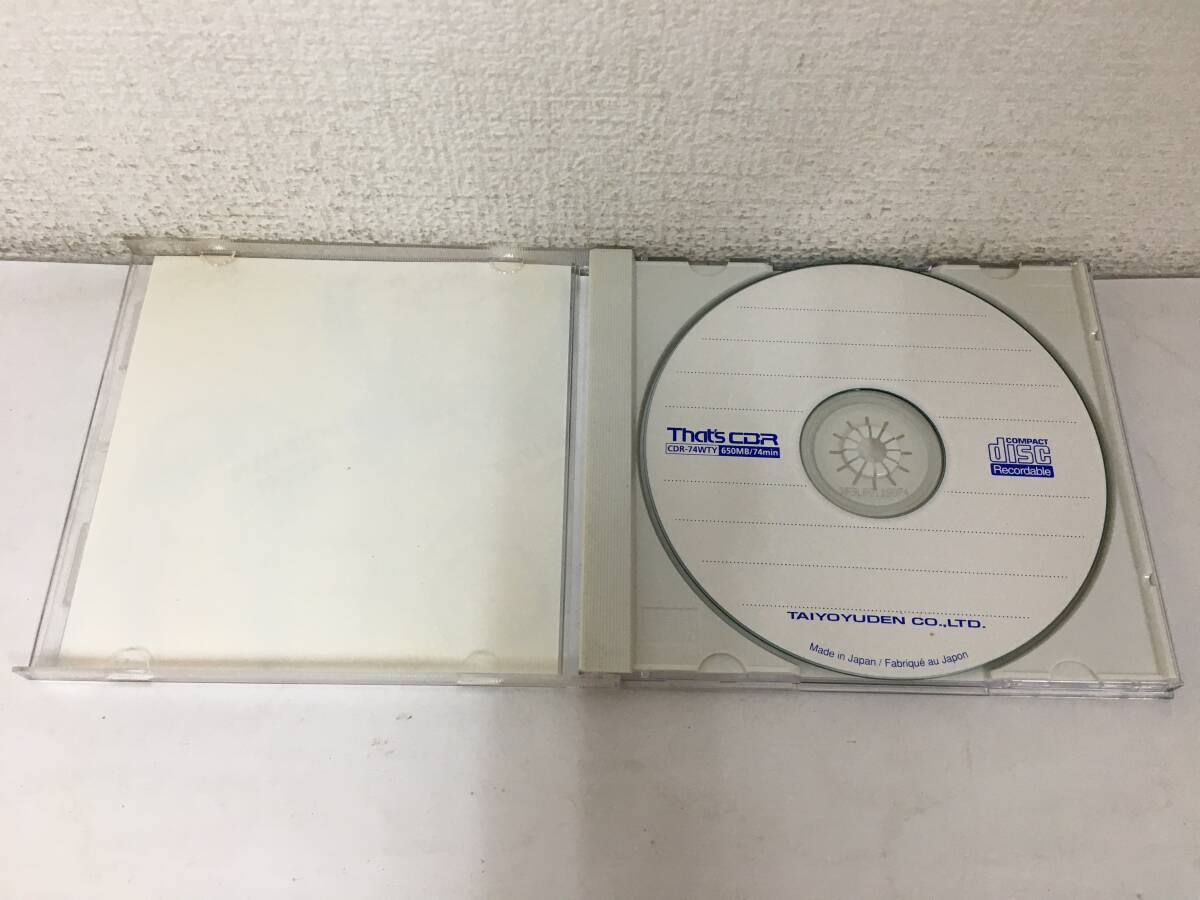 That's CDR
CDR-74WTY 650MB/74min
COMPACT
disc
Recordable
TAIYOYUDEN CO.,LTD.
Made in Japan / Fabriqué au Japon